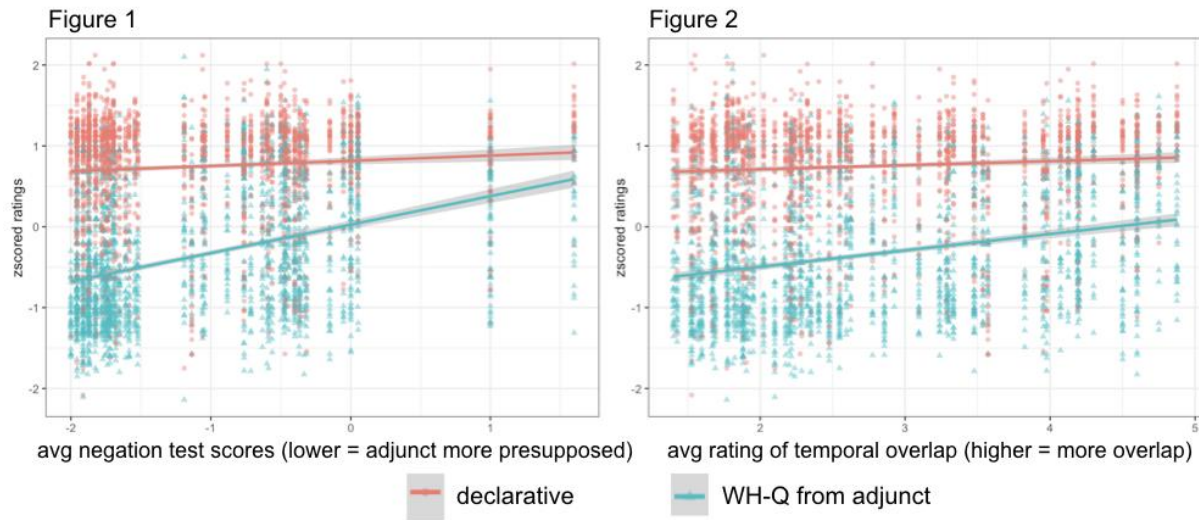 Figure 1
Figure 2
zscored ratings
2
1
0
-1
-2
-2
-1
0
1
avg negation test scores (lower = adjunct more presupposed)
zscored ratings
2
1
0
-1
-2
2
3
4
5
avg rating of temporal overlap (higher = more overlap)
declarative
WH-Q from adjunct